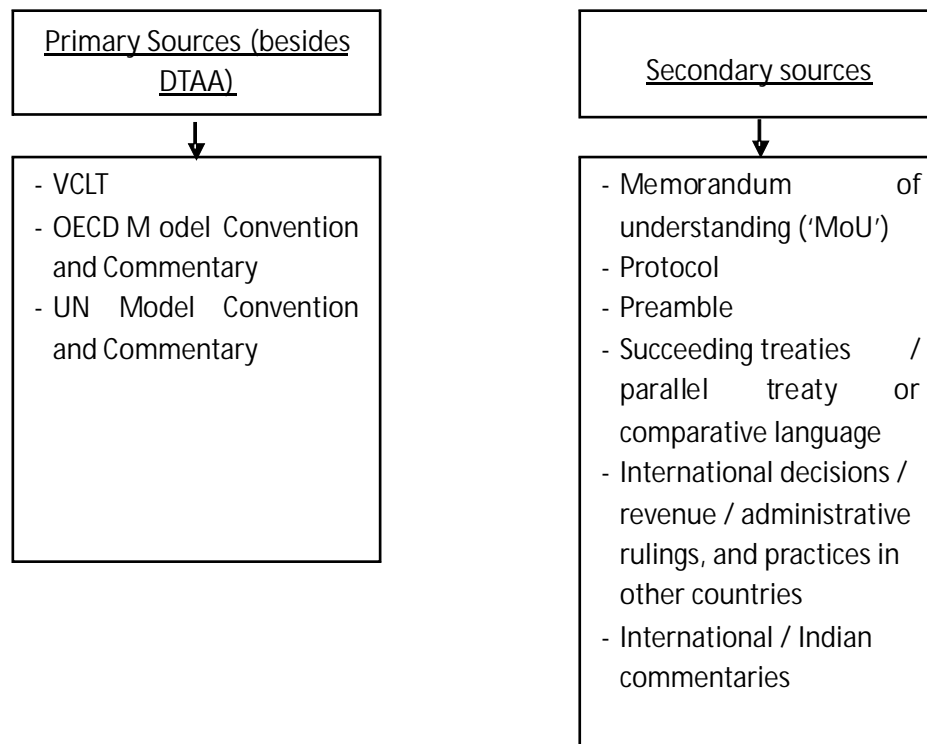 Primary Sources (besides
DTAA)
- VCLT
- OECD M odel Convention
and Commentary
- UN Model Convention
and Commentary
Secondary sources
- Memorandum of
understanding (‘MoU’)
- Protocol
- Preamble
- Succeeding treaties /
parallel treaty or
comparative language
- International decisions /
revenue / administrative
rulings, and practices in
other countries
- International / Indian
commentaries